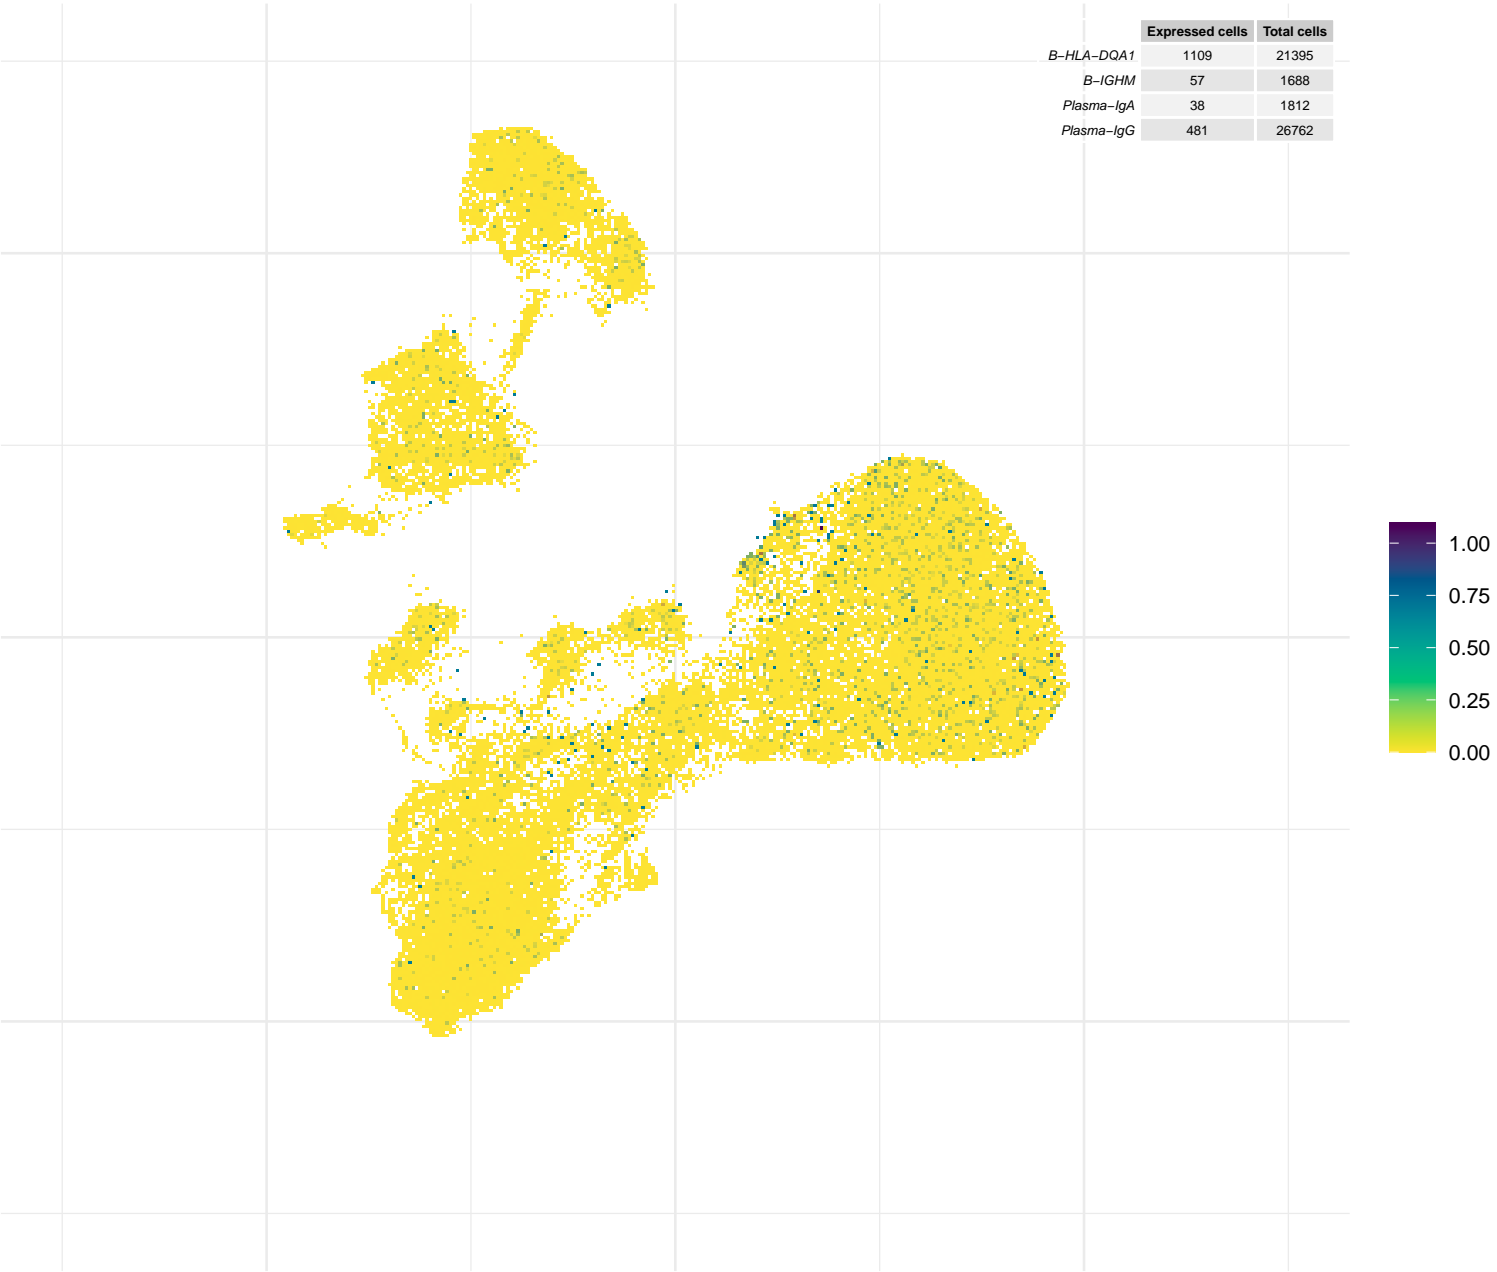 Expressed cells Total cells
B−HLA−DQA1 1109 21395
B−IGHM 57 1688
Plasma−IgA 38 1812
Plasma−IgG 481 26762
1.00
0.75
0.50
0.25
0.00